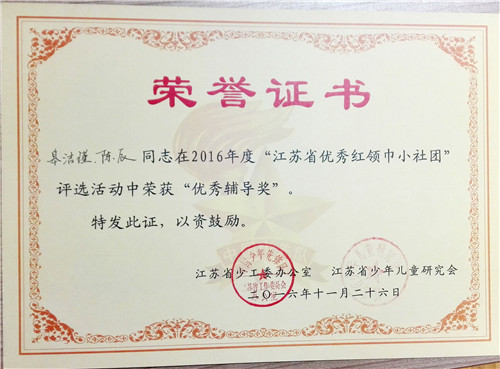 荣誉证书
陈辰同志在2016年度“江苏省优秀红领巾小社团”
评选活动中荣获“优秀辅导奖”。
特发此证，以资鼓励。
江苏省少工委办公室 江苏省少年儿童研究会
二〇一六年十一月二十六日